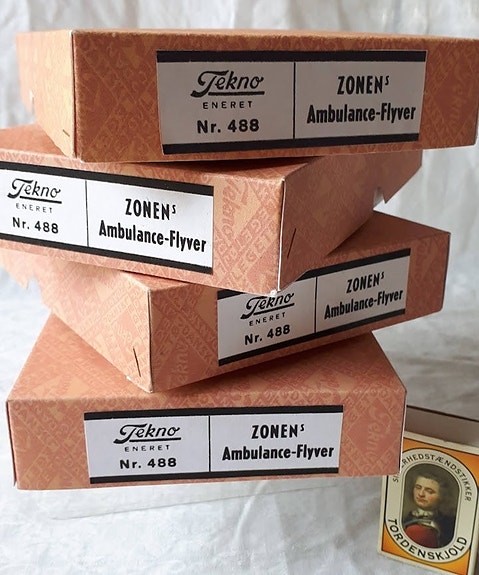 Tekno
ENERET
Nr. 488
ZONENS
Ambulance-Flyver
Tekno
ENERET
Nr. 488
ZONENS
Ambulance-Flyver
Tekno
ENERET
Nr. 488
ZONENS
Ambulance-Flyver
Tekno
ENERET
Nr. 488
ZONENS
Ambulance-Flyver
TORDENSKJOLD